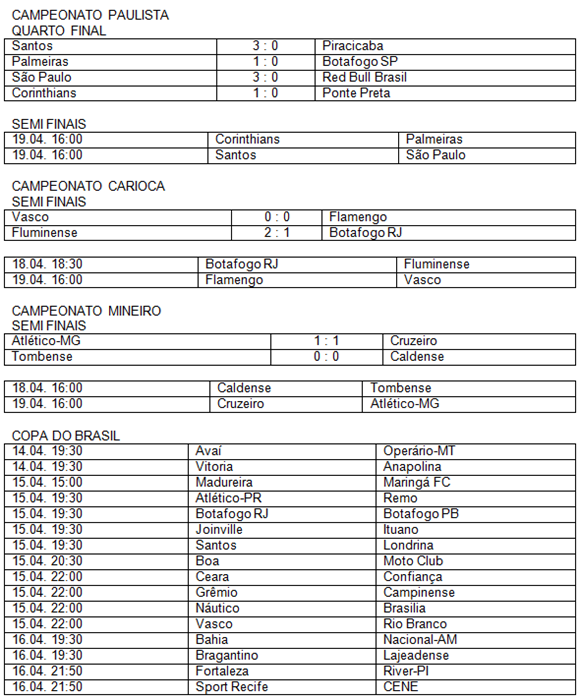 CAMPEONATO PAULISTA
QUARTO FINAL
Santos 3 : 0 Piracicaba
Palmeiras 1 : 0 Botafogo SP
São Paulo 3 : 0 Red Bull Brasil
Corinthians 1 : 0 Ponte Preta
SEMI FINAIS
19.04. 16:00 Corinthians Palmeiras
19.04. 16:00 Santos São Paulo
CAMPEONATO CARIOCA
SEMI FINAIS
Vasco 0 : 0 Flamengo
Fluminense 2 : 1 Botafogo RJ
18.04. 18:30 Botafogo RJ Fluminense
19.04. 16:00 Flamengo Vasco
CAMPEONATO MINEIRO
SEMI FINAIS
Atlético-MG 1 : 1 Cruzeiro
Tombense 0 : 0 Caldense
18.04. 16:00 Caldense Tombense
19.04. 16:00 Cruzeiro Atlético-MG
COPA DO BRASIL
14.04. 19:30 Avaí Operário-MT
14.04. 19:30 Vitoria Anapolina
15.04. 15:00 Madureira Maringá FC
15.04. 19:30 Atlético-PR Remo
15.04. 19:30 Botafogo RJ Botafogo PB
15.04. 19:30 Joinville Ituano
15.04. 19:30 Santos Londrina
15.04. 20:30 Boa Moto Club
15.04. 22:00 Ceara Confiança
15.04. 22:00 Grêmio Campinense
15.04. 22:00 Náutico Brasilia
15.04. 22:00 Vasco Rio Branco
16.04. 19:30 Bahia Nacional-AM
16.04. 19:30 Bragantino Lajeadense
16.04. 21:50 Fortaleza River-PI
16.04. 21:50 Sport Recife CENE